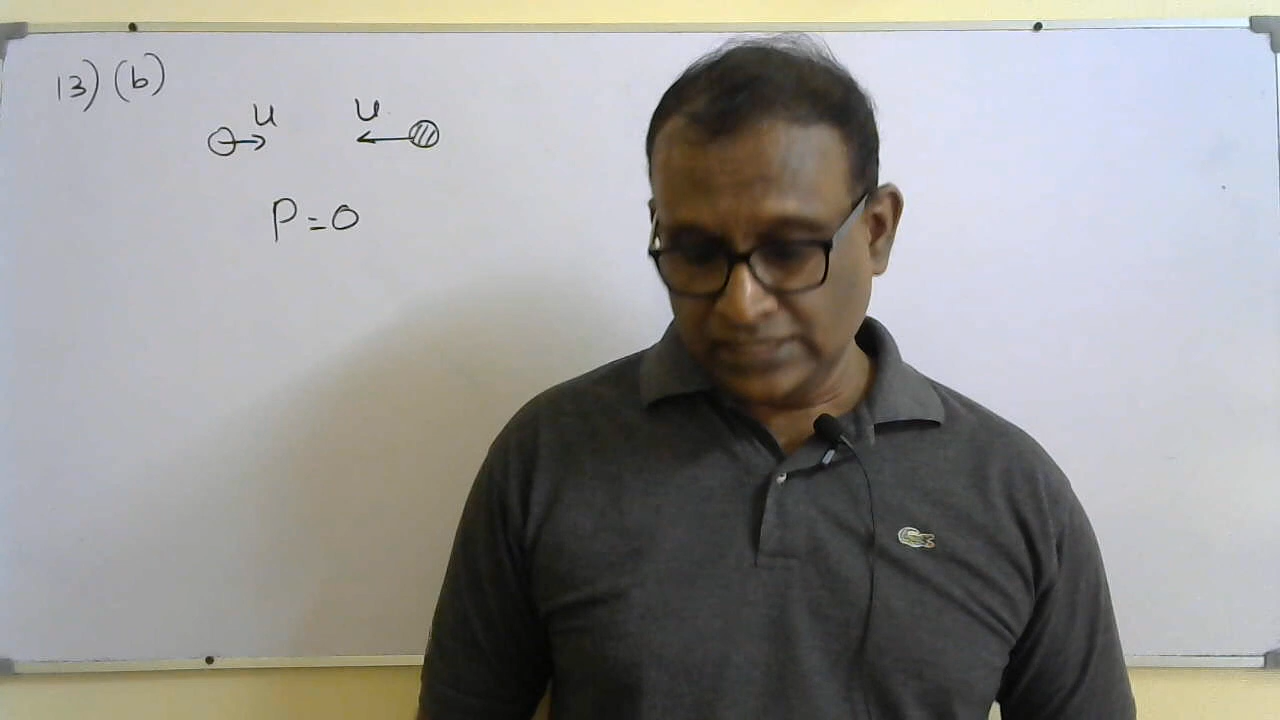 13) (b)
u u
P = 0